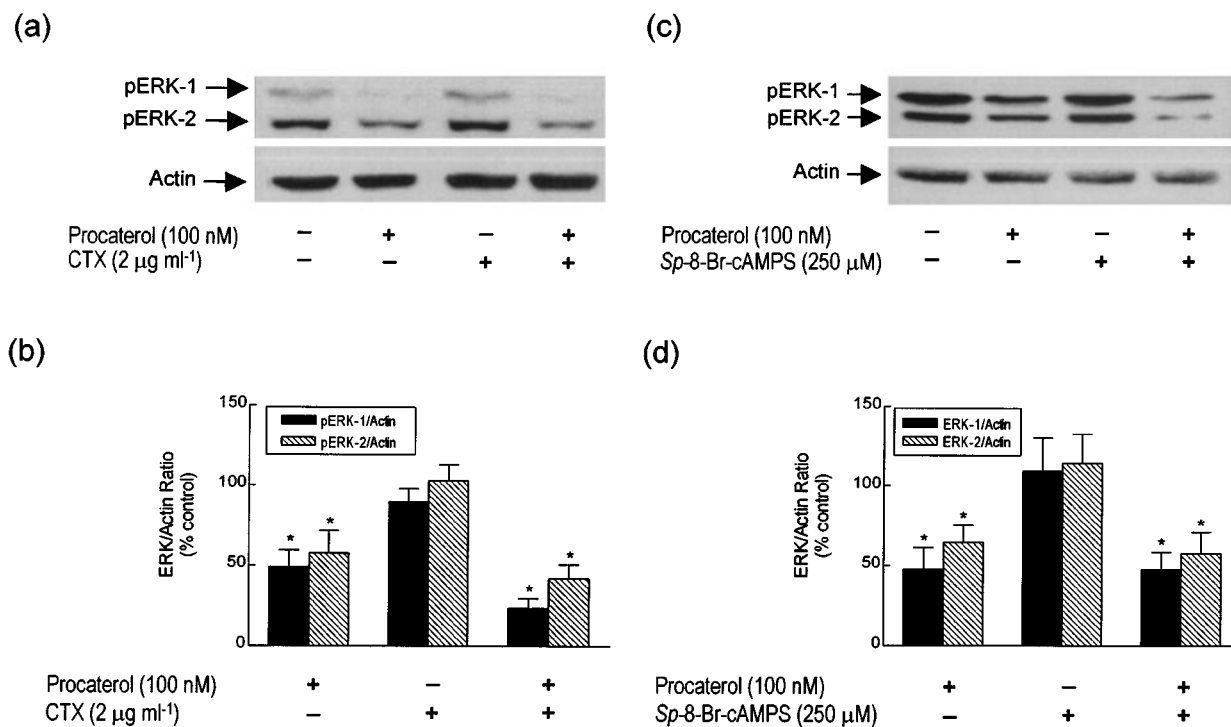 (a)
pERK-1
pERK-2
Actin
Procaterol (100 nM) – + – +
CTX (2 µg ml-1) – – + +
(c)
pERK-1
pERK-2
Actin
Procaterol (100 nM) – + – +
Sp-8-Br-cAMPS (250 µM) – – + +
(b)
ERK/Actin Ratio
(% control)
150
100
50
0
pERK-1/Actin
pERK-2/Actin
* * * *
Procaterol (100 nM) + – +
CTX (2 µg ml-1) – + +
(d)
ERK/Actin Ratio
(% control)
150
100
50
0
ERK-1/Actin
ERK-2/Actin
* * * *
Procaterol (100 nM) + – +
Sp-8-Br-cAMPS (250 µM) – + +